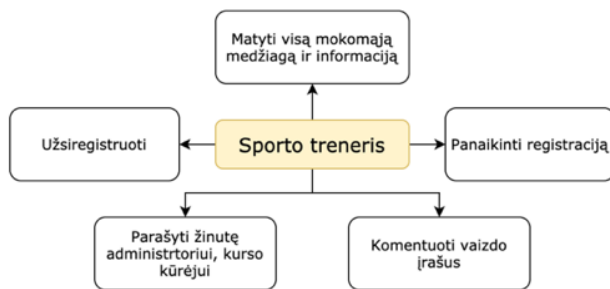 Matyti visą mokomąją
medžiagą ir informaciją
Užsiregistruoti
Sporto treneris
Panaikinti registraciją
Parašyti žinutę
administrtoriui, kurso
kūrėjui
Komentuoti vaizdo
įrašus